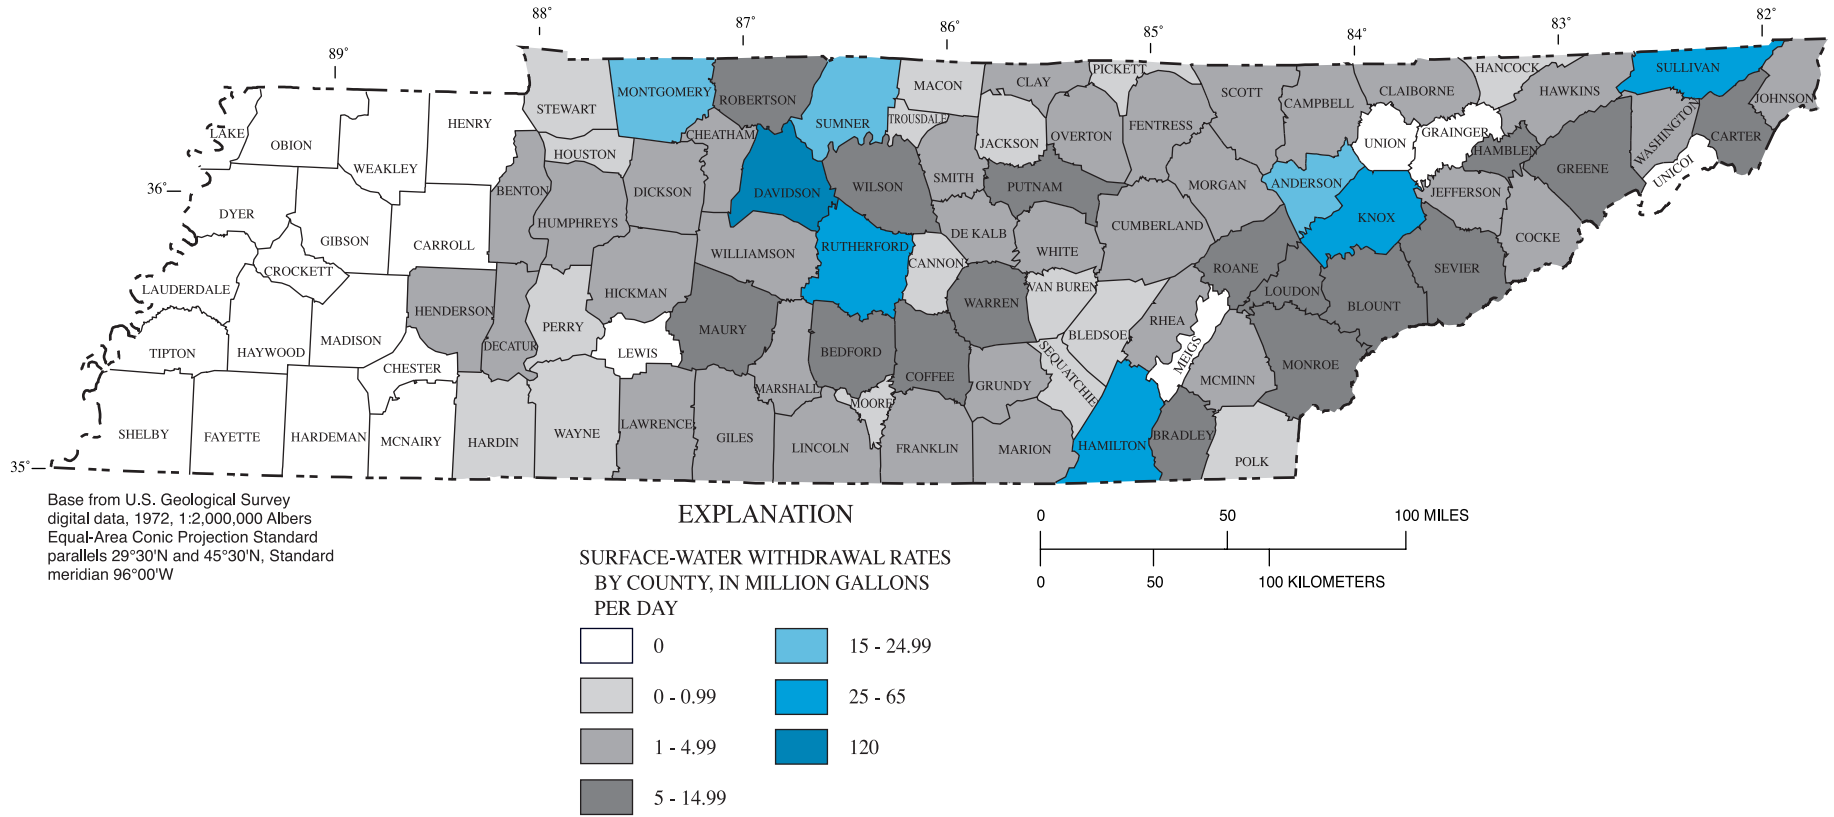 88°
87°
86°
85°
84°
83°
82°
89°
36°
35°
LAKE
OBION
WEAKLEY
HENRY
STEWART
MONTGOMERY
ROBERTSON
SUMNER
MACON
TROUSDALE
CLAY
PICKETT
SCOTT
CAMPBELL
CLAIBORNE
HANCOCK
HAWKINS
SULLIVAN
JOHNSON
HOUSTON
CHEATHAM
JACKSON
OVERTON
FENTRESS
UNION
GRAINGER
HAMBLEN
WASHINGTON
CARTER
UNICOI
GREENE
DYER
GIBSON
CARROLL
BENTON
HUMPHREYS
DICKSON
DAVIDSON
WILSON
SMITH
PUTNAM
MORGAN
ANDERSON
KNOX
JEFFERSON
COCKE
LAUDERDALE
CROCKETT
WILLIAMSON
RUTHERFORD
CANNON
DE KALB
WHITE
CUMBERLAND
ROANE
LOUDON
BLOUNT
SEVIER
TIPTON
HAYWOOD
MADISON
HENDERSON
DECATUR
PERRY
HICKMAN
LEWIS
MAURY
BEDFORD
WARREN
VAN BUREN
BLEDSOE
RHEA
MEIGS
MONROE
CHESTER
MARSHALL
COFFEE
GRUNDY
SEQUATCHIE
MCMINN
MOORE
SHELBY
FAYETTE
HARDEMAN
MCNAIRY
HARDIN
WAYNE
LAWRENCE
GILES
LINCOLN
FRANKLIN
MARION
HAMILTON
BRADLEY
POLK
Base from U.S. Geological Survey
digital data, 1972, 1:2,000,000 Albers
Equal-Area Conic Projection Standard
parallels 29°30'N and 45°30'N, Standard
meridian 96°00'W
EXPLANATION
SURFACE-WATER WITHDRAWAL RATES
BY COUNTY, IN MILLION GALLONS
PER DAY
0
0 - 0.99
1 - 4.99
5 - 14.99
15 - 24.99
25 - 65
120
0 50 100 MILES
0 50 100 KILOMETERS